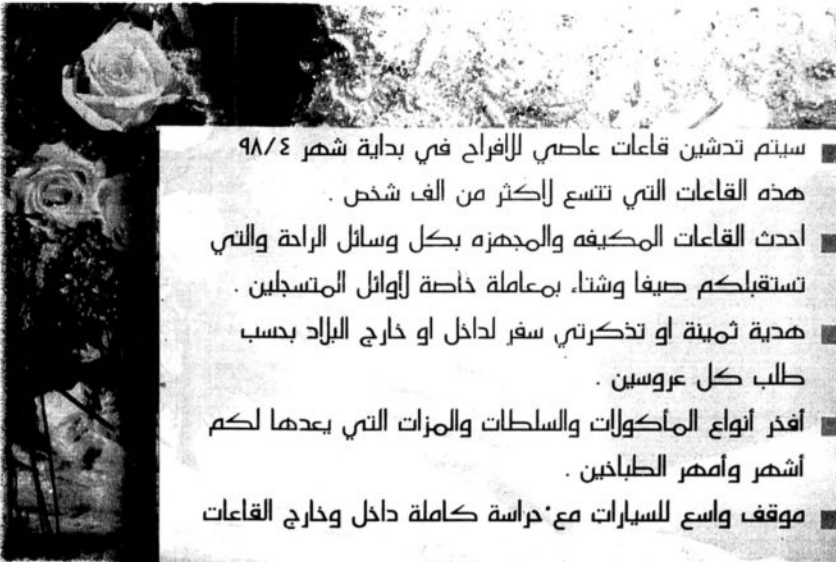 سيتم تدشين قاعات عاصي للافراح في بداية شهر ٩٨/٤
هذه القاعات التي تتسع لاكثر من الف شخص .
احدث القاعات المكيفه والمجهزه بكل وسائل الراحة والتي
تستقبلكم صيفا وشتاء بمعاملة خاصة لأوائل المتسجلين .
هدية ثمينة او تذكرتي سفر لداخل او خارج البلاد بحسب
طلب كل عروسين .
أفخر أنواع المأكولات والسلطات والمزات التي يعدها لكم
أشهر وأمهر الطباخين .
موقف واسع للسيارات مع حراسة كاملة داخل وخارج القاعات